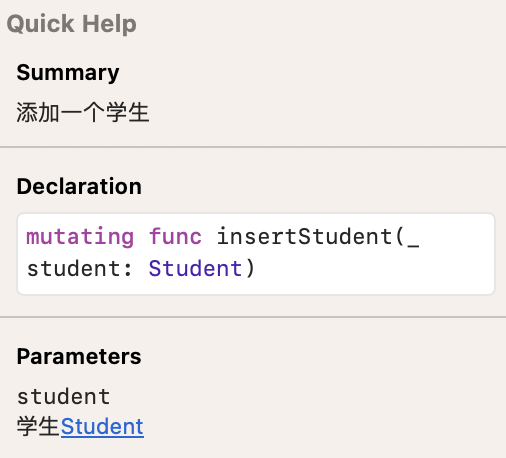 Quick Help
Summary
添加一个学生
Declaration
mutating func insertStudent(_
student: Student)
Parameters
student
学生Student